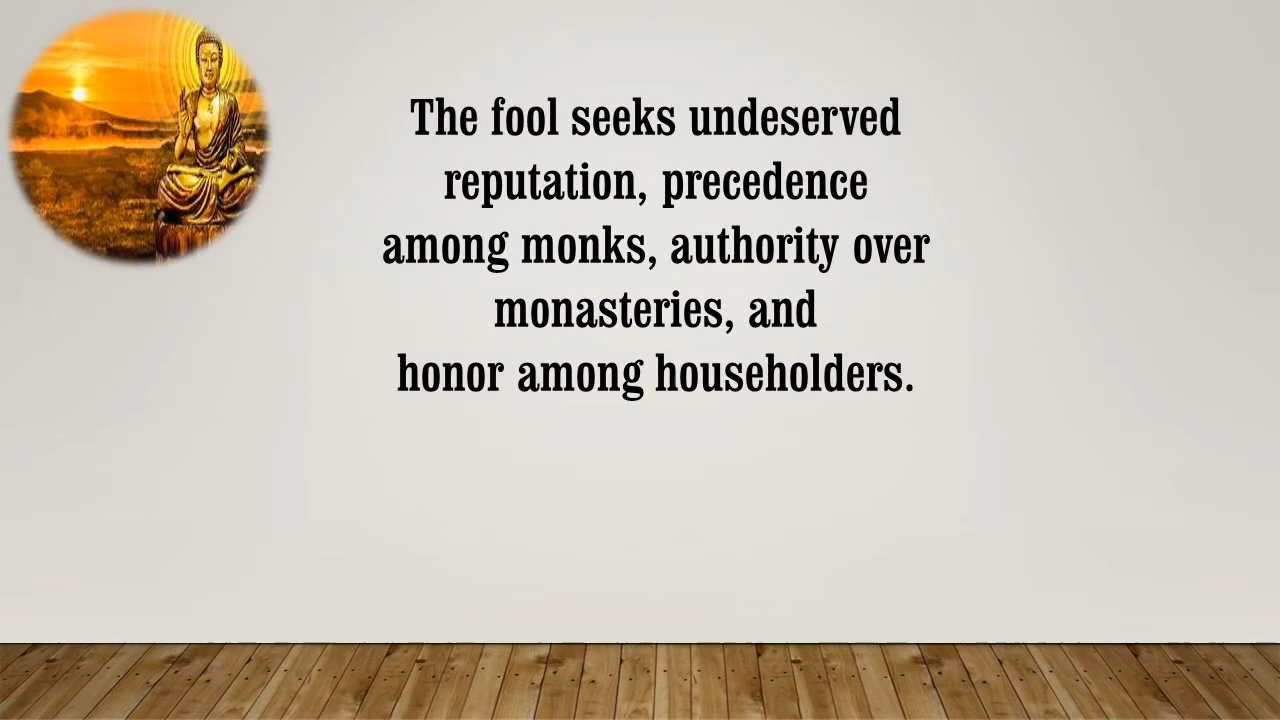 The fool seeks undeserved
reputation, precedence
among monks, authority over
monasteries, and
honor among householders.